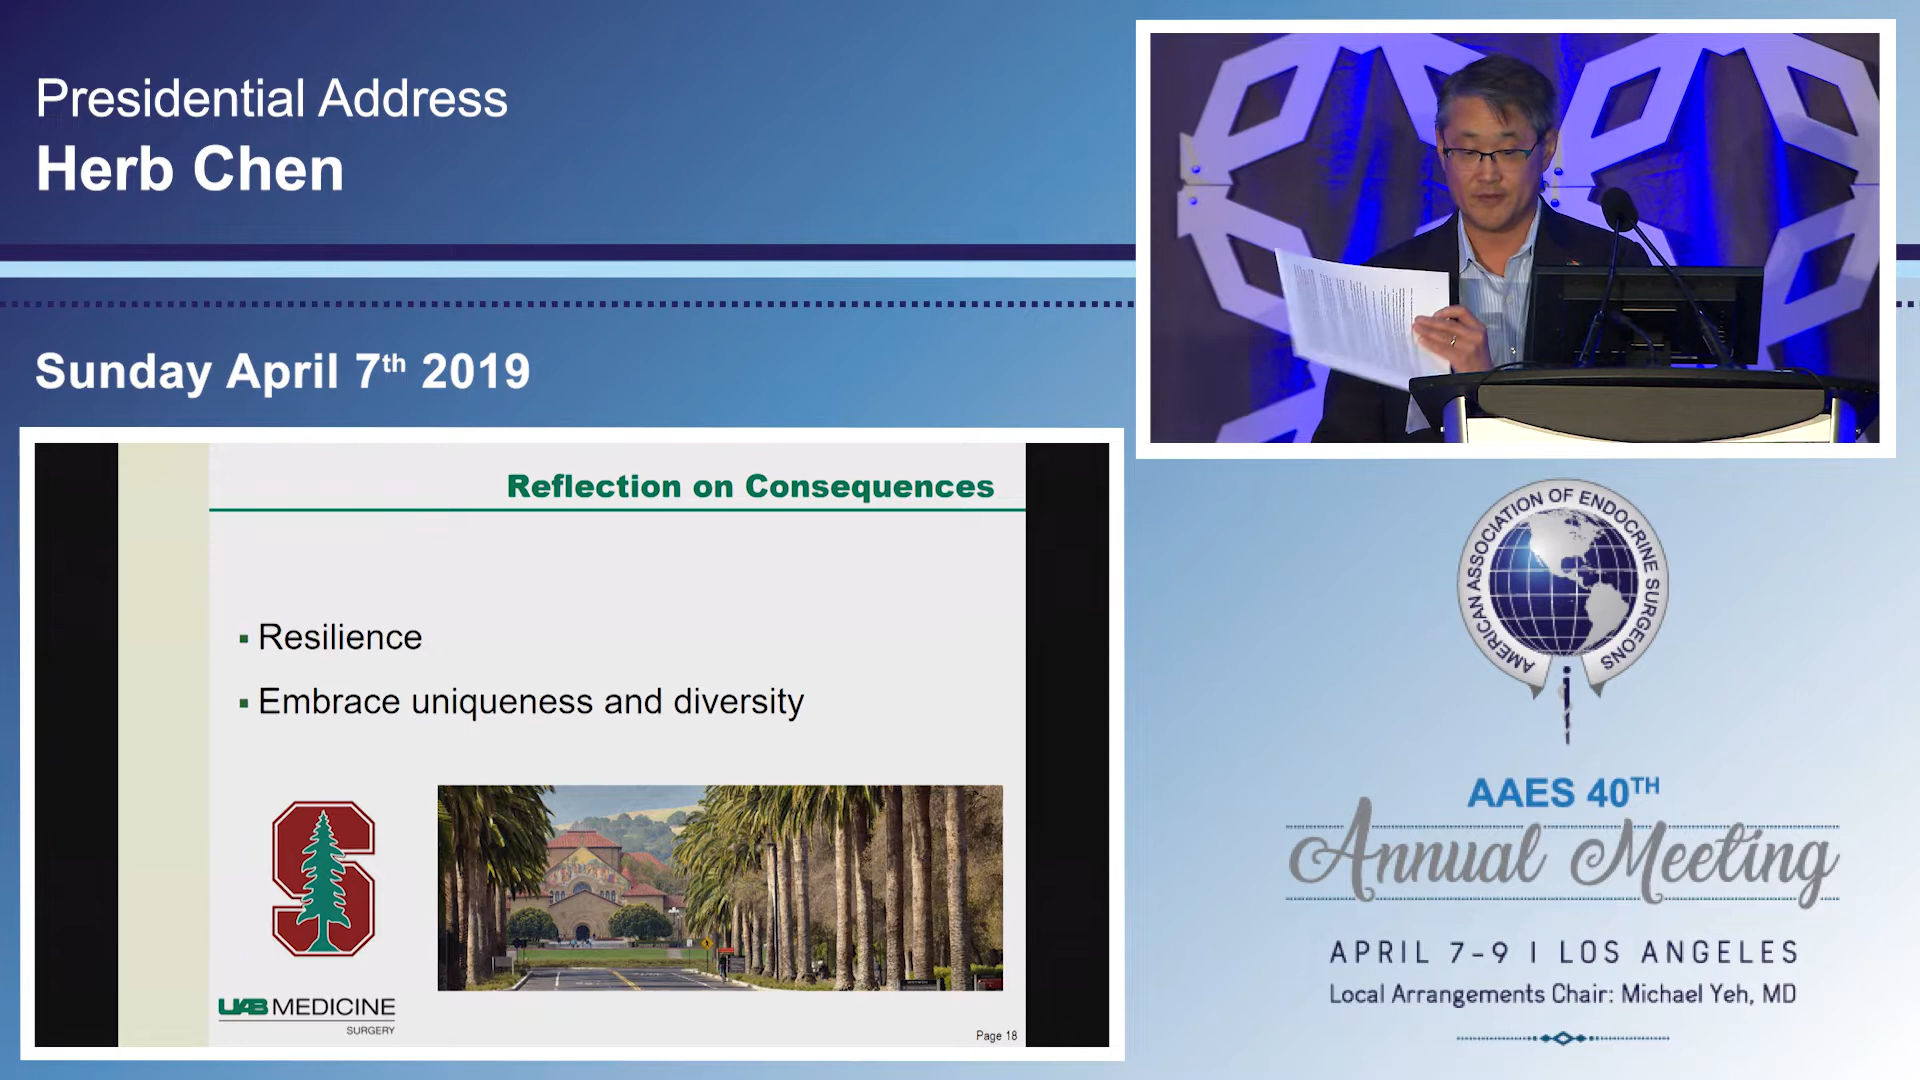 Presidential Address
Herb Chen
Sunday April 7th 2019
Reflection on Consequences
▪ Resilience
▪ Embrace uniqueness and diversity
S
UAB MEDICINE
SURGERY
Page 18
AMERICAN ASSOCIATION OF ENDOCRINE SURGEONS
AAES 40TH
Annual Meeting
APRIL 7-9 | LOS ANGELES
Local Arrangements Chair: Michael Yeh, MD